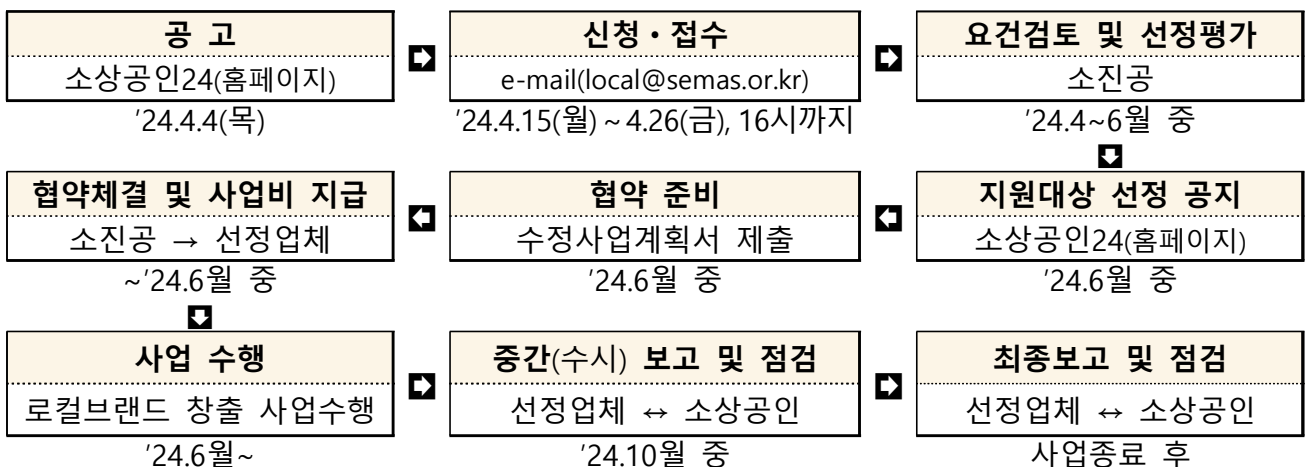 공 고
소상공인24(홈페이지)
'24.4.4(목)
신청・접수
e-mail(local@semas.or.kr)
'24.4.15(월) ~ 4.26(금), 16시까지
요건검토 및 선정평가
소진공
'24.4~6월 중
지원대상 선정 공지
소상공인24(홈페이지)
'24.6월 중
협약 준비
수정사업계획서 제출
'24.6월 중
협약체결 및 사업비 지급
소진공 → 선정업체
~'24.6월 중
사업 수행
로컬브랜드 창출 사업수행
'24.6월~
중간(수시) 보고 및 점검
선정업체 ↔ 소상공인
'24.10월 중
최종보고 및 점검
선정업체 ↔ 소상공인
사업종료 후